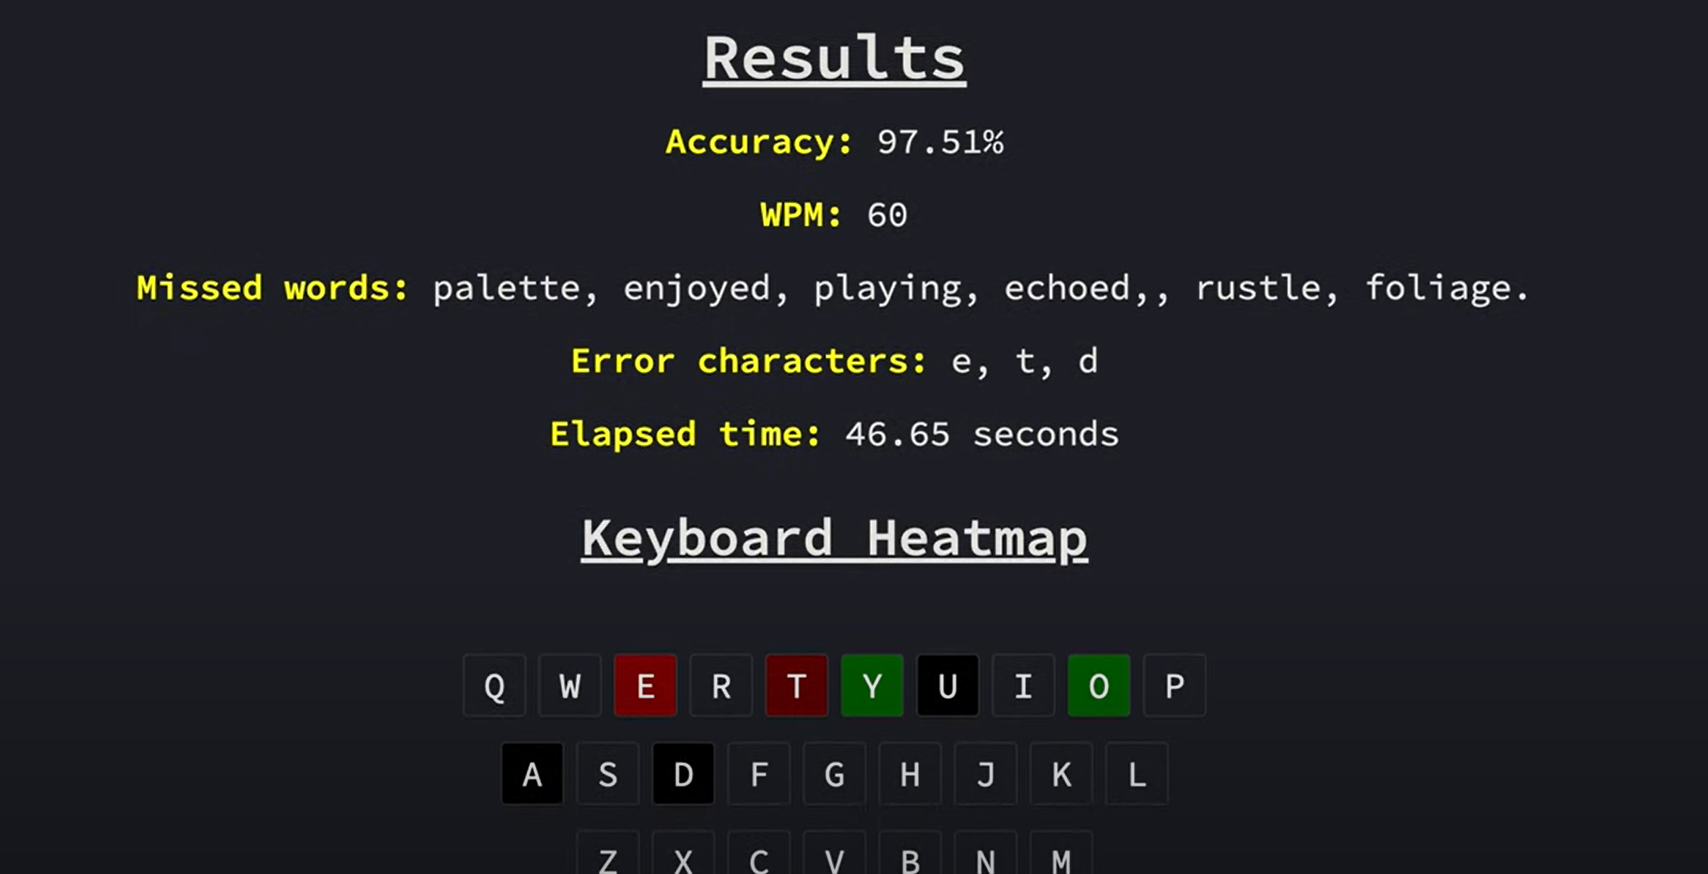 Results
Accuracy: 97.51%
WPM: 60
Missed words: palette, enjoyed, playing, echoed,, rustle, foliage.
Error characters: e, t, d
Elapsed time: 46.65 seconds
Keyboard Heatmap
Q W E R T Y U I O P
A S D F G H J K L
Z X C V B N M